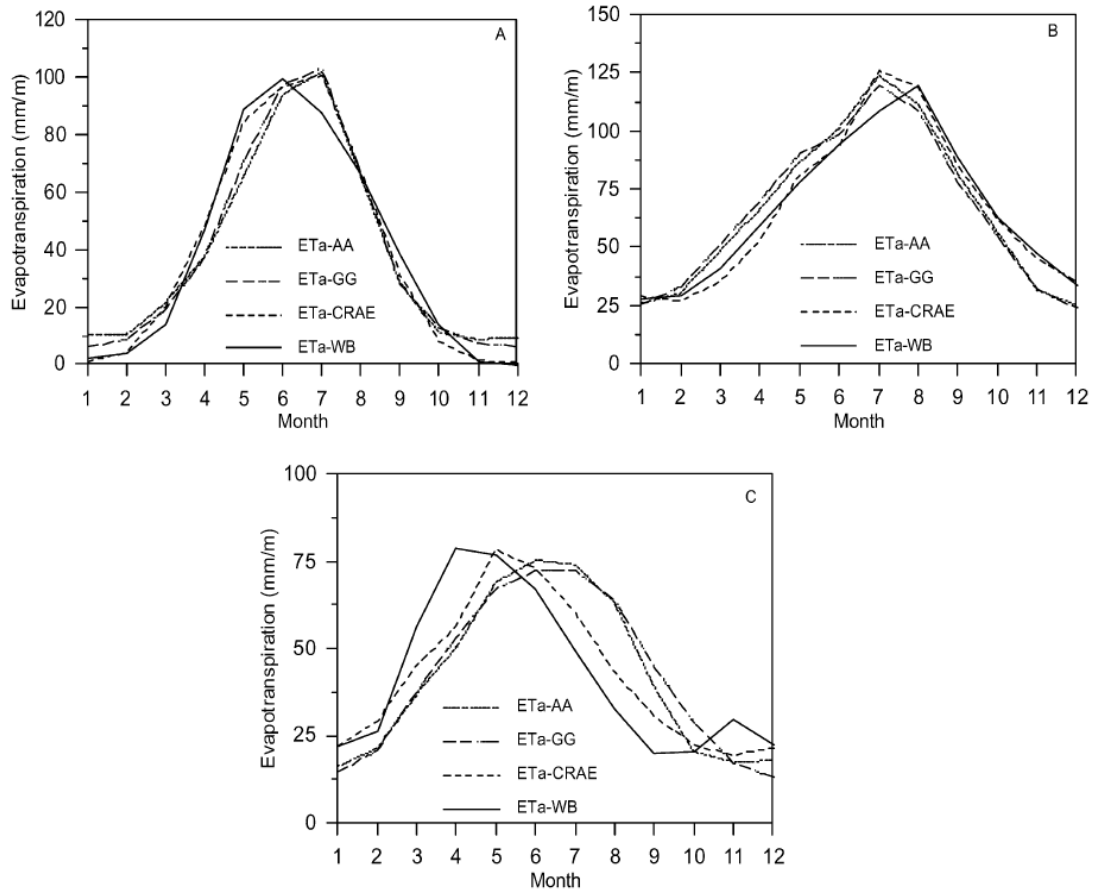 A
Evapotranspiration (mm/m)
120
100
80
60
40
20
0
ETa-AA
ETa-GG
ETa-CRAE
ETa-WB
1 2 3 4 5 6 7 8 9 10 11 12
Month
B
Evapotranspiration (mm/m)
150
125
100
75
50
25
0
ETa-AA
ETa-GG
ETa-CRAE
ETa-WB
1 2 3 4 5 6 7 8 9 10 11 12
Month
C
Evapotranspiration (mm/m)
100
75
50
25
0
ETa-AA
ETa-GG
ETa-CRAE
ETa-WB
1 2 3 4 5 6 7 8 9 10 11 12
Month